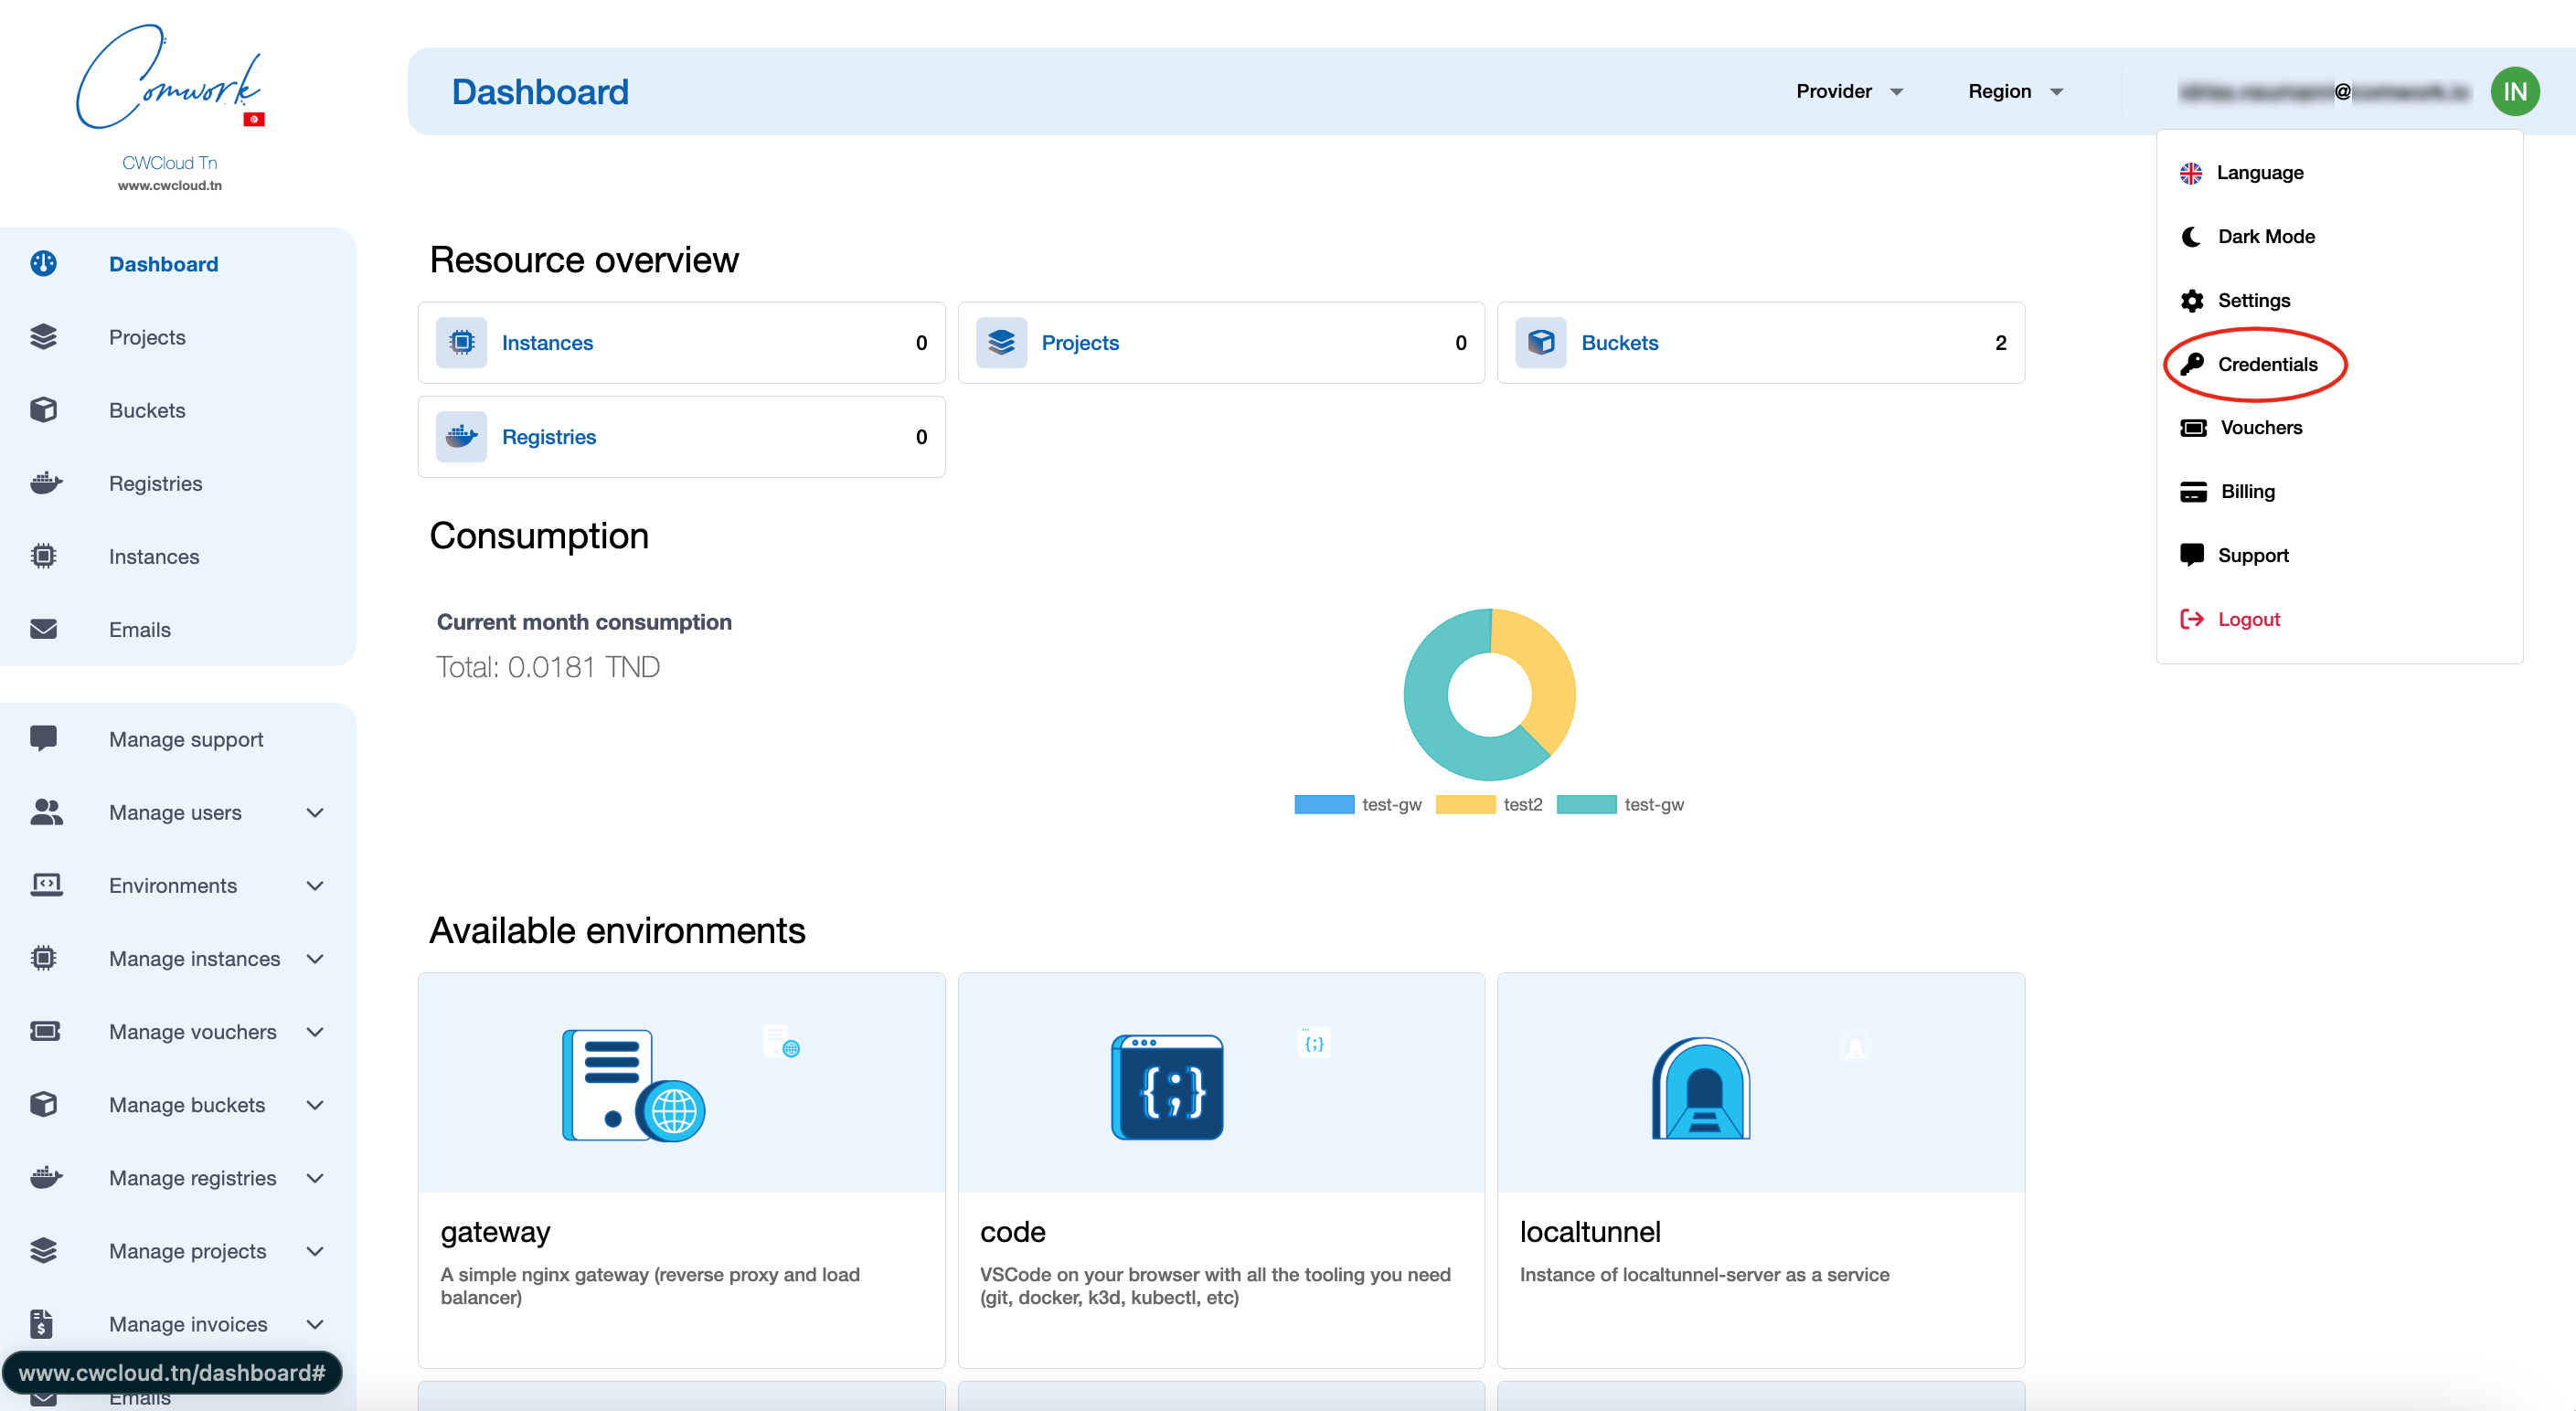 Comwork
CWCloud Tn
www.cwcloud.tn
Dashboard
Projects
Buckets
Registries
Instances
Emails
Manage support
Manage users
Environments
Manage instances
Manage vouchers
Manage buckets
Manage registries
Manage projects
Manage invoices
www.cwcloud.tn/dashboard#
Emails
Dashboard
Provider
Region
@
IN
Language
Dark Mode
Settings
Credentials
Vouchers
Billing
Support
Logout
Resource overview
Instances 0
Projects 0
Buckets 2
Registries 0
Consumption
Current month consumption
Total: 0.0181 TND
test-gw test2 test-gw
Available environments
{;}
{;}
gateway
A simple nginx gateway (reverse proxy and load
balancer)
code
VSCode on your browser with all the tooling you need
(git, docker, k3d, kubectl, etc)
localtunnel
Instance of localtunnel-server as a service